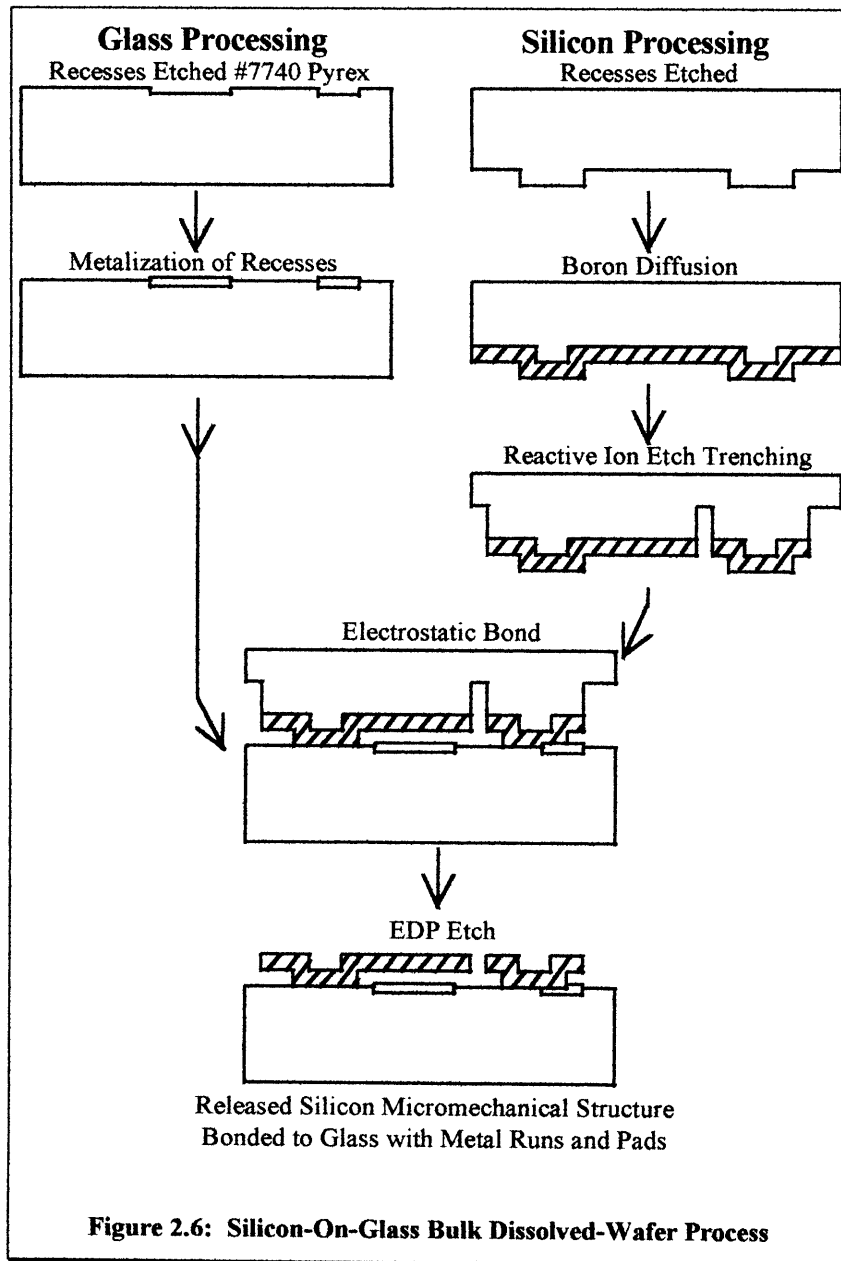 Glass Processing
Recesses Etched #7740 Pyrex
Metalization of Recesses
Silicon Processing
Recesses Etched
Boron Diffusion
Reactive Ion Etch Trenching
Electrostatic Bond
EDP Etch
Released Silicon Micromechanical Structure
Bonded to Glass with Metal Runs and Pads
Figure 2.6: Silicon-On-Glass Bulk Dissolved-Wafer Process